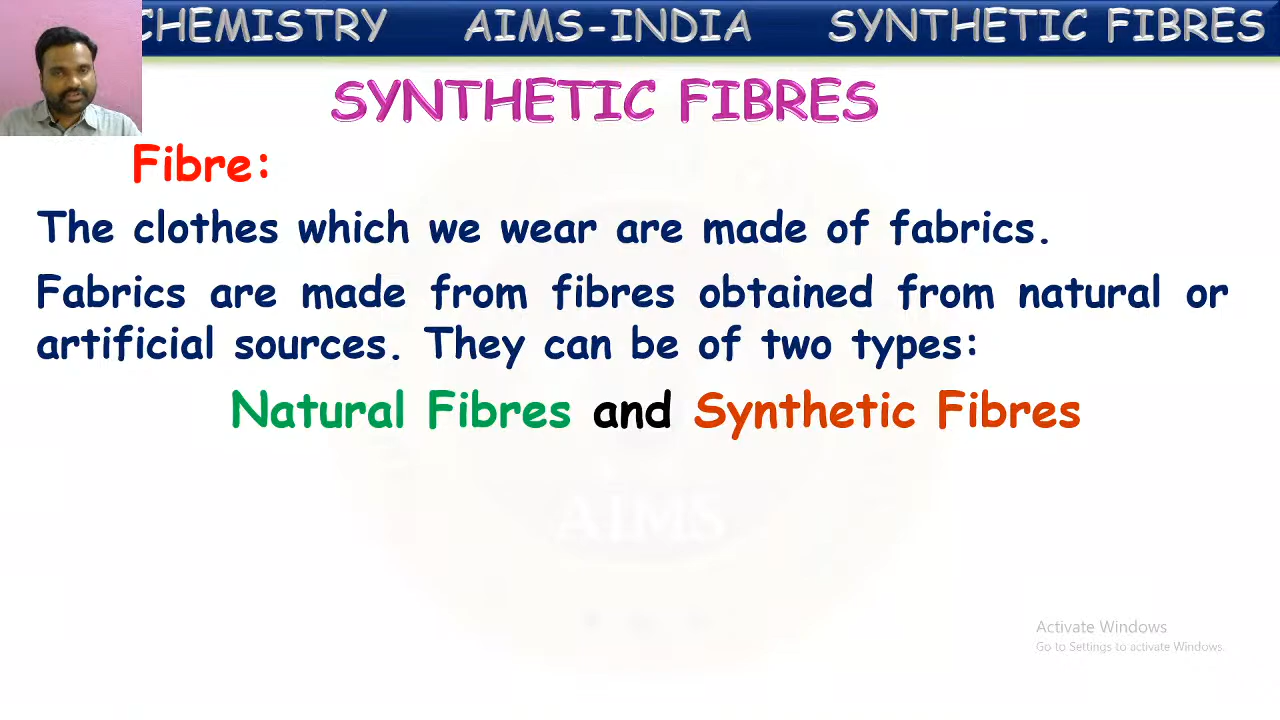 CHEMISTRY AIMS-INDIA SYNTHETIC FIBRES
SYNTHETIC FIBRES
Fibre:
The clothes which we wear are made of fabrics.
Fabrics are made from fibres obtained from natural or
artificial sources. They can be of two types:
Natural Fibres and Synthetic Fibres
AIMS
Activate Windows
Go to Settings to activate Windows.